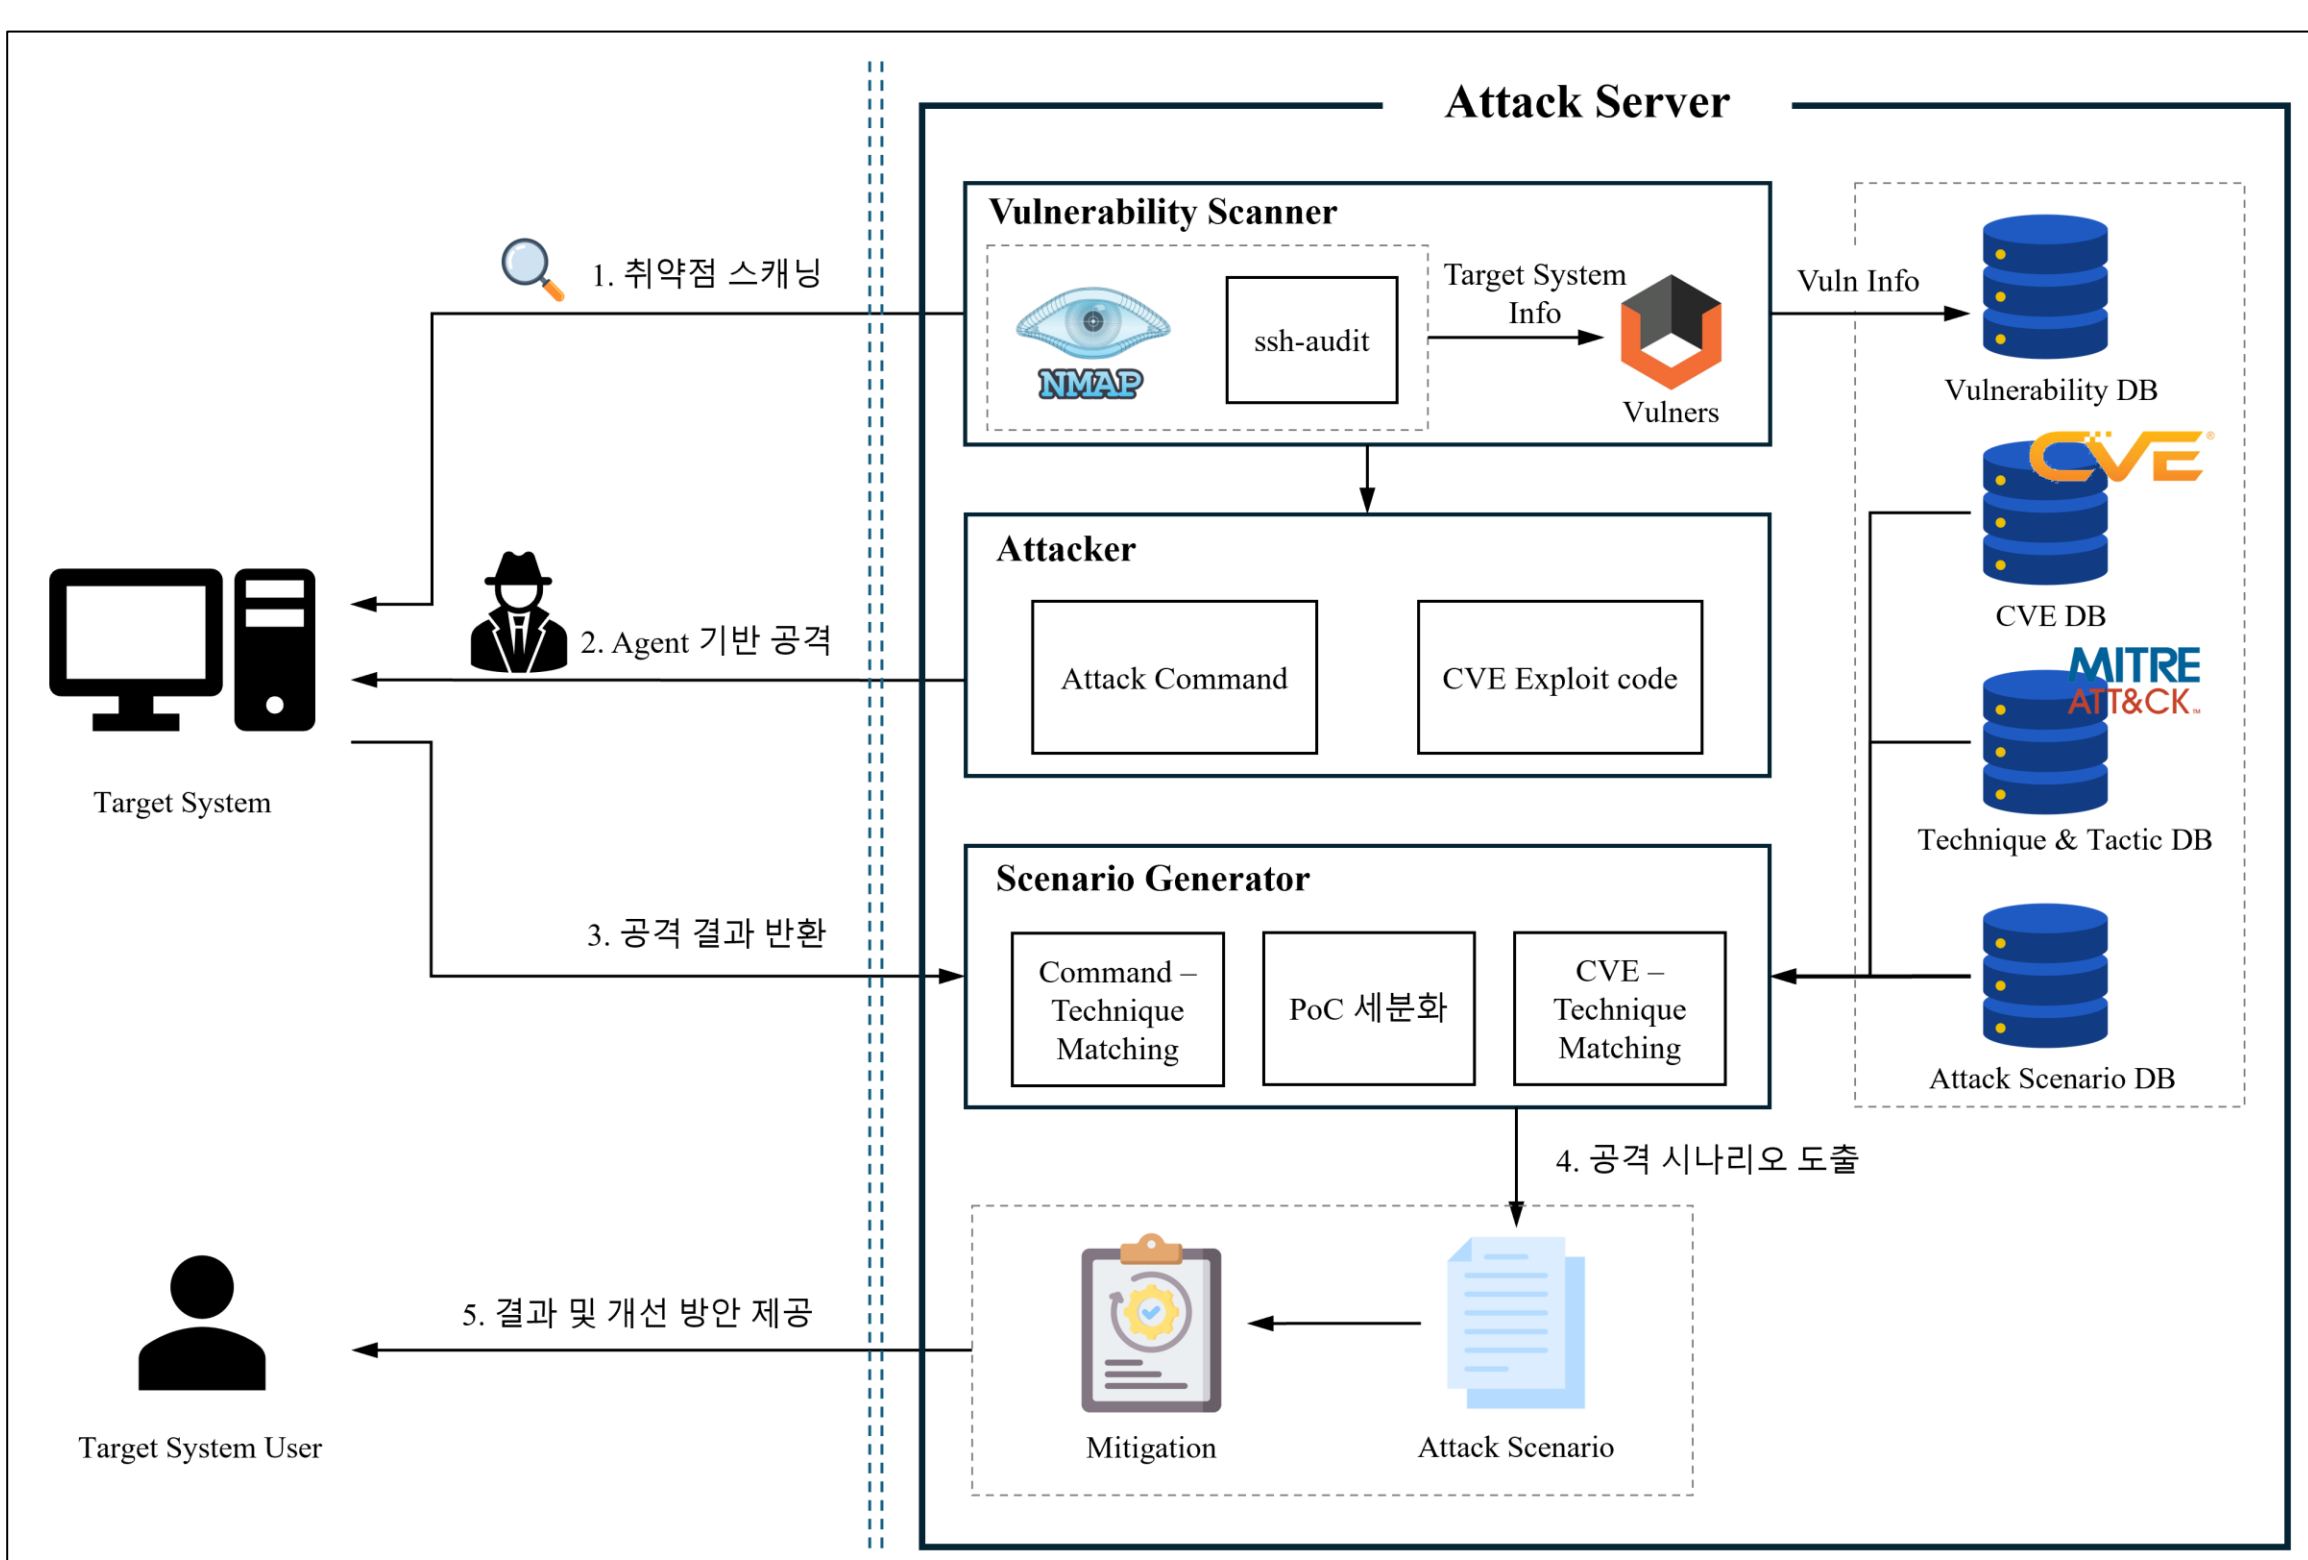 Attack Server
Vulnerability Scanner
1. 취약점 스캐닝
NMAP
ssh-audit
Target System
Info
Vulners
Vuln Info
Vulnerability DB
CVE®
CVE DB
Attacker
2. Agent 기반 공격
Attack Command
CVE Exploit code
MITRE
ATT&CK™
Technique & Tactic DB
Target System
Scenario Generator
3. 공격 결과 반환
Command –
Technique
Matching
PoC 세분화
CVE –
Technique
Matching
Attack Scenario DB
4. 공격 시나리오 도출
5. 결과 및 개선 방안 제공
Mitigation
Attack Scenario
Target System User